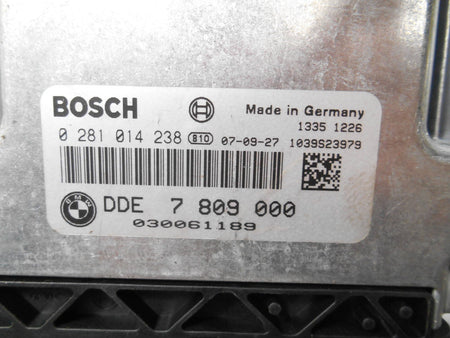 BOSCH Made in Germany
1335 1226
0 281 014 238 B10 07-09-27 1039S23979
BMW DDE 7 809 000
030061189